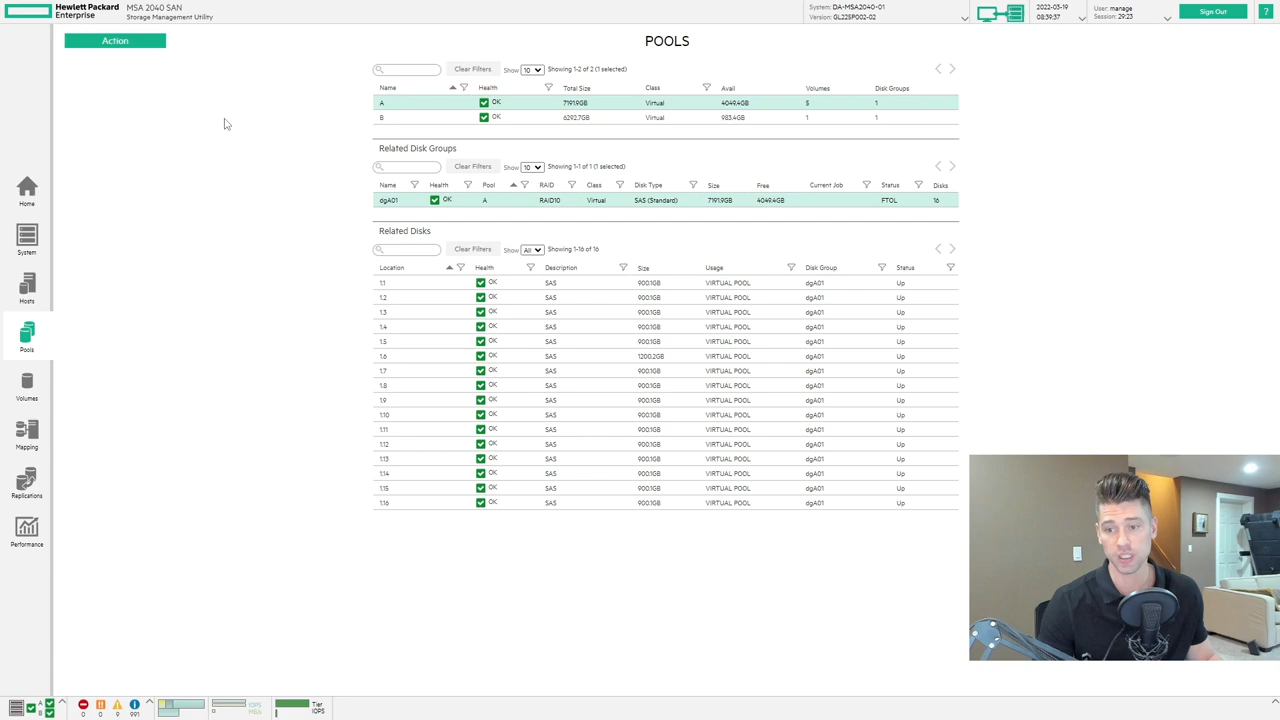 Hewlett Packard
Enterprise
MSA 2040 SAN
Storage Management Utility
System: DA-MSA2040-01
Version: GL225P002-02
2022-03-19
08:39:37
User: manage
Session: 29:23
Sign Out
?
Action
POOLS
Clear Filters Show 10 Showing 1-2 of 2 (1 selected)
Name Health Total Size Class Avail Volumes Disk Groups
A OK 7191.9GB Virtual 4049.4GB 5 1
B OK 6292.7GB Virtual 983.4GB 1 1
Related Disk Groups
Clear Filters Show 10 Showing 1-1 of 1 (1 selected)
Name Health Pool RAID Class Disk Type Size Free Current Job Status Disks
dgA01 OK A RAID10 Virtual SAS (Standard) 7191.9GB 4049.4GB FTOL 16
Related Disks
Clear Filters Show All Showing 1-16 of 16
Location Health Description Size Usage Disk Group Status
1.1 OK SAS 900.1GB VIRTUAL POOL dgA01 Up
1.2 OK SAS 900.1GB VIRTUAL POOL dgA01 Up
1.3 OK SAS 900.1GB VIRTUAL POOL dgA01 Up
1.4 OK SAS 900.1GB VIRTUAL POOL dgA01 Up
1.5 OK SAS 900.1GB VIRTUAL POOL dgA01 Up
1.6 OK SAS 1200.2GB VIRTUAL POOL dgA01 Up
1.7 OK SAS 900.1GB VIRTUAL POOL dgA01 Up
1.8 OK SAS 900.1GB VIRTUAL POOL dgA01 Up
1.9 OK SAS 900.1GB VIRTUAL POOL dgA01 Up
1.10 OK SAS 900.1GB VIRTUAL POOL dgA01 Up
1.11 OK SAS 900.1GB VIRTUAL POOL dgA01 Up
1.12 OK SAS 900.1GB VIRTUAL POOL dgA01 Up
1.13 OK SAS 900.1GB VIRTUAL POOL dgA01 Up
1.14 OK SAS 900.1GB VIRTUAL POOL dgA01 Up
1.15 OK SAS 900.1GB VIRTUAL POOL dgA01 Up
1.16 OK SAS 900.1GB VIRTUAL POOL dgA01 Up
Home
System
Hosts
Pools
Volumes
Mapping
Replications
Performance
A
B
0 0 9 991
IOPS
MB/s
Tier
IOPS